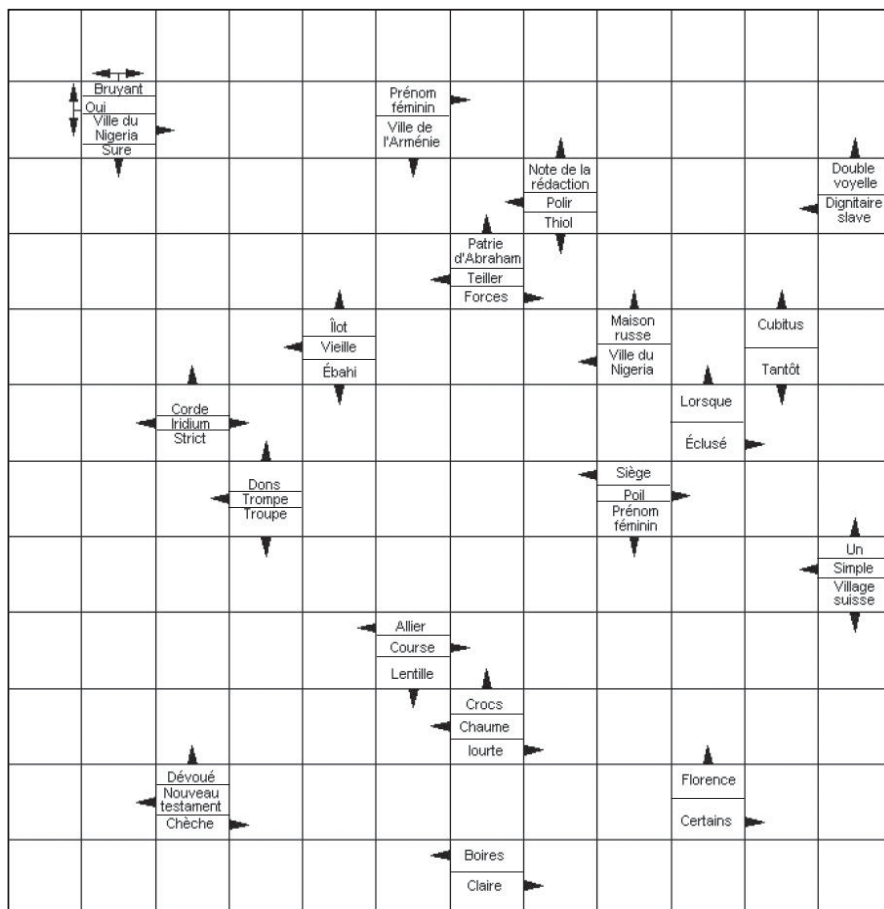 Bruyant
Oui
Ville du
Nigeria
Sure
Prénom
féminin
Ville de
l'Arménie
Note de la
rédaction
Polir
Thiol
Double
voyelle
Dignitaire
slave
Patrie
d'Abraham
Teiller
Forces
Îlot
Vieille
Ébahi
Maison
russe
Ville du
Nigeria
Cubitus
Tantôt
Corde
Iridium
Strict
Lorsque
Éclusé
Dons
Trompe
Troupe
Siège
Poil
Prénom
féminin
Un
Simple
Village
suisse
Allier
Course
Lentille
Crocs
Chaume
Iourte
Dévoué
Nouveau
testament
Chèche
Florence
Certains
Boires
Claire